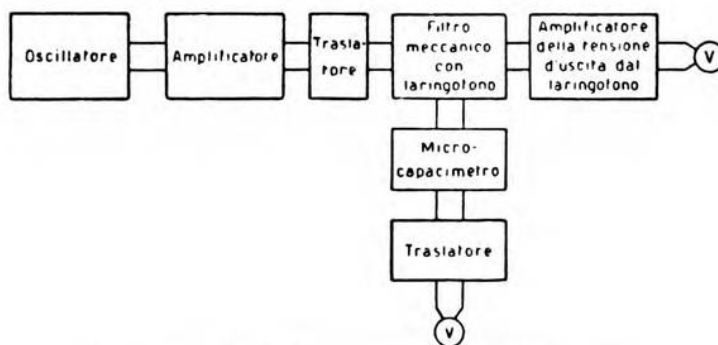 Oscillatore
Amplificatore
Trasla-
tore
Filtro
meccanico
con
laringofono
Amplificatore
della tensione
d'uscita dal
laringofono
V
Micro-
capacimetro
Traslatore
V